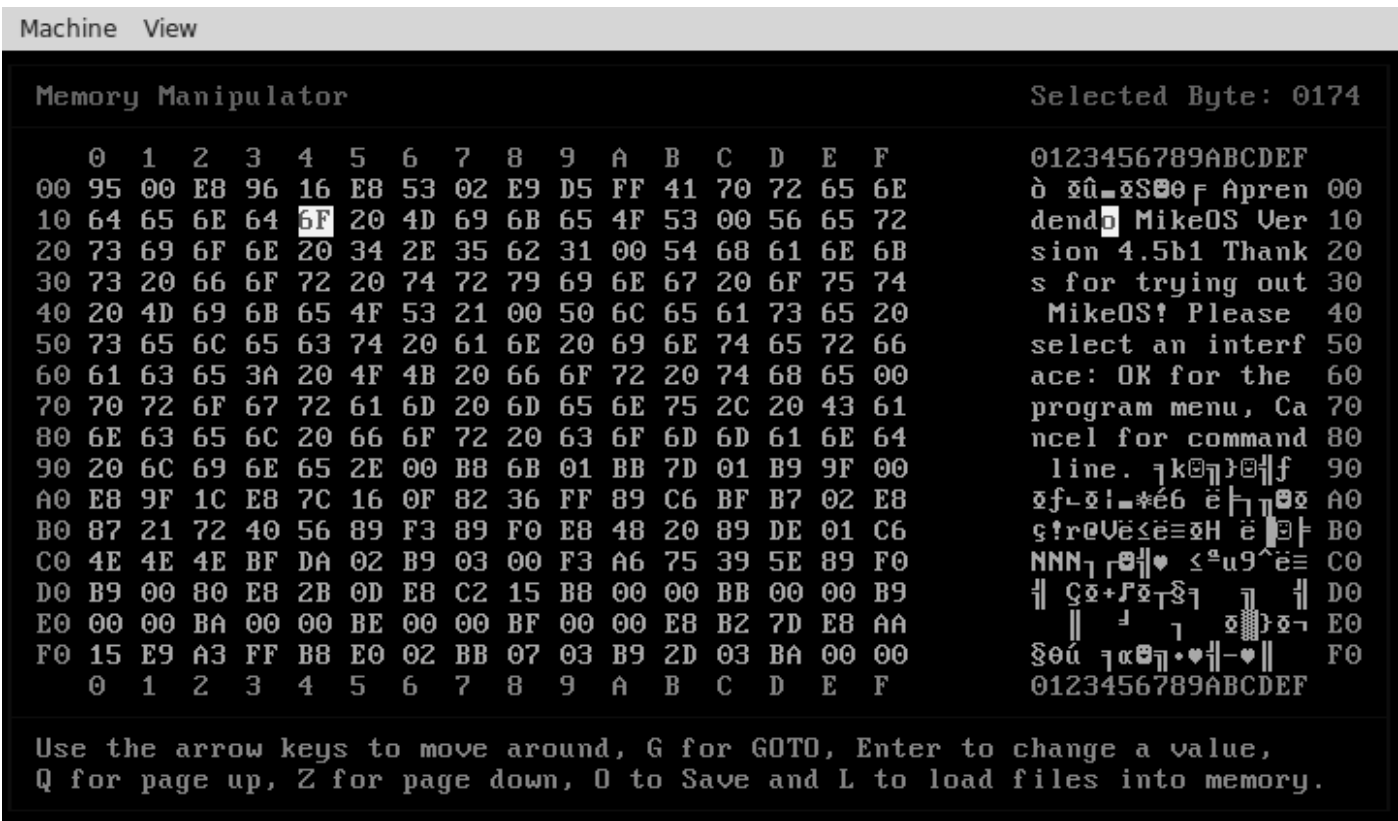 Machine View
Memory Manipulator Selected Byte: 0174
0 1 2 3 4 5 6 7 8 9 A B C D E F 0123456789ABCDEF
00 95 00 E8 96 16 E8 53 02 E9 D5 FF 41 70 72 65 6E ò ΦûΦS☻Θ╒ Apren 00
10 64 65 6E 64 6F 20 4D 69 6B 65 4F 53 00 56 65 72 dendo MikeOS Ver 10
20 73 69 6F 6E 20 34 2E 35 62 31 00 54 68 61 6E 6B sion 4.5b1 Thank 20
30 73 20 66 6F 72 20 74 72 79 69 6E 67 20 6F 75 74 s for trying out 30
40 20 4D 69 6B 65 4F 53 21 00 50 6C 65 61 73 65 20 MikeOS! Please 40
50 73 65 6C 65 63 74 20 61 6E 20 69 6E 74 65 72 66 select an interf 50
60 61 63 65 3A 20 4F 4B 20 66 6F 72 20 74 68 65 00 ace: OK for the 60
70 70 72 6F 67 72 61 6D 20 6D 65 6E 75 2C 20 43 61 program menu, Ca 70
80 6E 63 65 6C 20 66 6F 72 20 63 6F 6D 6D 61 6E 64 ncel for command 80
90 20 6C 69 6E 65 2E 00 B8 6B 01 BB 7D 01 B9 9F 00 line. ╕k☺╗}☺╣ƒ 90
A0 E8 9F 1C E8 7C 16 0F 82 36 FF 89 C6 BF B7 02 E8 Φƒ∟Φ|▬☼é6 ë╞┐╖☻Φ A0
B0 87 21 72 40 56 89 F3 89 F0 E8 48 20 89 DE 01 C6 ç!r@Vë≤ë≡ΦH ë▐☺╞ B0
C0 4E 4E 4E BF DA 02 B9 03 00 F3 A6 75 39 5E 89 F0 NNN┐┌☻╣♥ ≤ªu9^ë≡ C0
D0 B9 00 80 E8 2B 0D E8 C2 15 B8 00 00 BB 00 00 B9 ╣ ÇΦ+♪Φ┬§╕ ╗ ╣ D0
E0 00 00 BA 00 00 BE 00 00 BF 00 00 E8 B2 7D E8 AA ║ ╛ ┐ Φ▓}Φ¬ E0
F0 15 E9 A3 FF B8 E0 02 BB 07 03 B9 2D 03 BA 00 00 §Θú ╕α☻╗•♥╣-♥║ F0
0 1 2 3 4 5 6 7 8 9 A B C D E F 0123456789ABCDEF
Use the arrow keys to move around, G for GOTO, Enter to change a value,
Q for page up, Z for page down, O to Save and L to load files into memory.